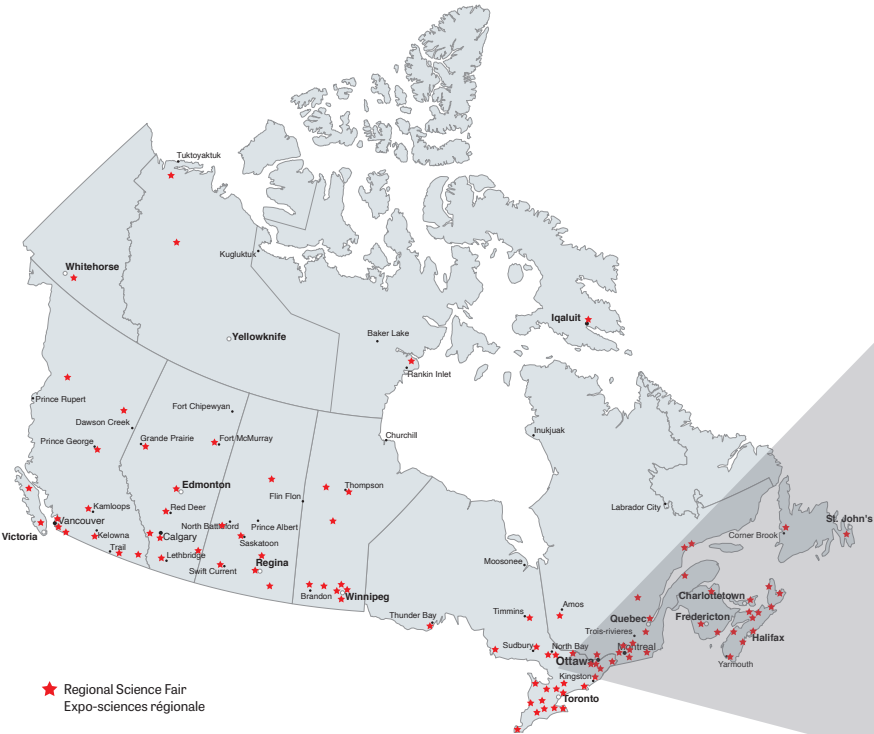 Tuktoyaktuk
Kugluktuk
Whitehorse
Iqaluit
Yellowknife
Baker Lake
Rankin Inlet
Prince Rupert
Fort Chipewyan
Dawson Creek
Churchill
Inukjuak
Prince George
Grande Prairie
Fort McMurray
Edmonton
Thompson
Flin Flon
Kamloops
Red Deer
Labrador City
St. John's
Vancouver
North Battleford
Prince Albert
Corner Brook
Victoria
Kelowna
Calgary
Saskatoon
Trail
Lethbridge
Regina
Moosonee
Swift Current
Brandon
Winnipeg
Charlottetown
Amos
Thunder Bay
Timmins
Quebec
Fredericton
Trois-rivieres
Halifax
Sudbury
North Bay
Montreal
Ottawa
Yarmouth
Kingston
Regional Science Fair
Expo-sciences régionale
Toronto